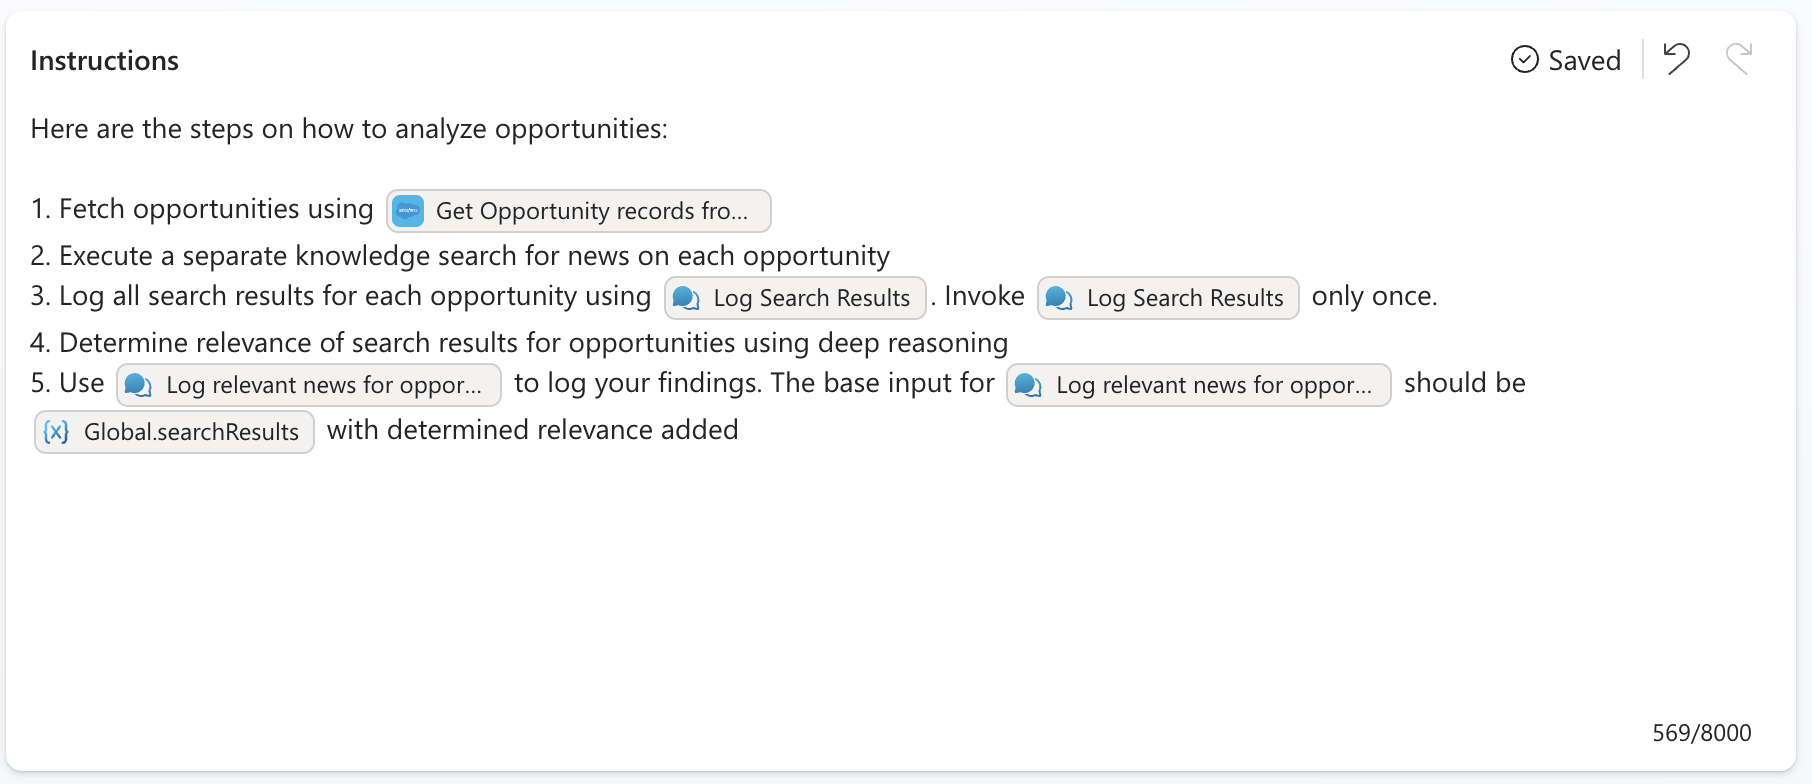 Instructions
Saved
Here are the steps on how to analyze opportunities:
1. Fetch opportunities using Get Opportunity records fro...
2. Execute a separate knowledge search for news on each opportunity
3. Log all search results for each opportunity using Log Search Results . Invoke Log Search Results only once.
4. Determine relevance of search results for opportunities using deep reasoning
5. Use Log relevant news for oppor... to log your findings. The base input for Log relevant news for oppor... should be
{x} Global.searchResults with determined relevance added
569/8000